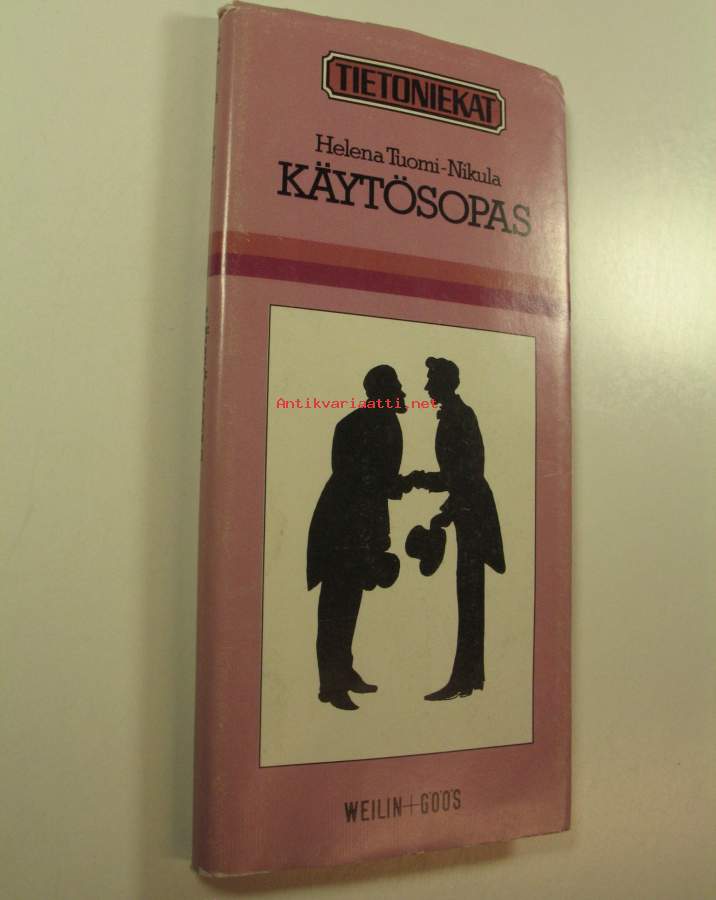 TIETONIEKAT
Helena Tuomi-Nikula
KÄYTÖSOPAS
Antikvariaatti.net
WEILIN+GÖÖS